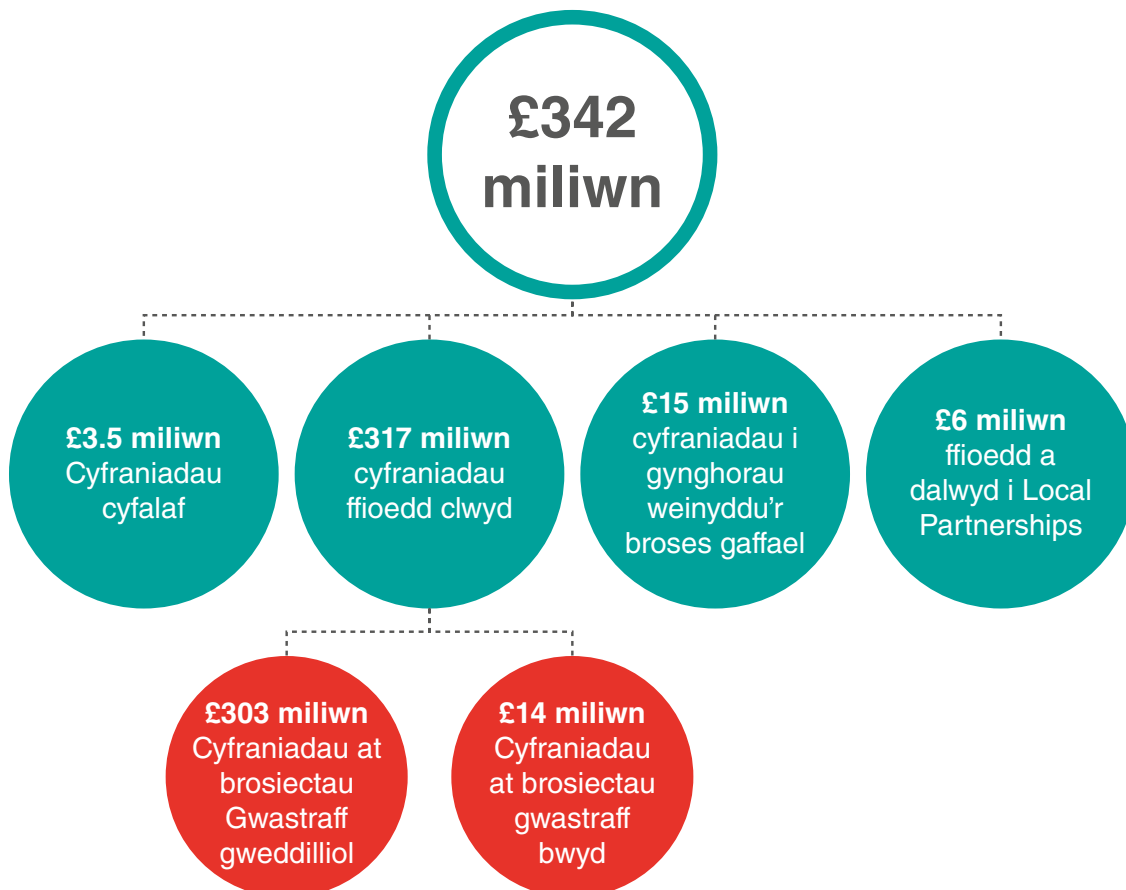 £342
miliwn
£3.5 miliwn
Cyfraniadau
cyfalaf
£317 miliwn
cyfraniadau
ffioedd clwyd
£15 miliwn
cyfraniadau i
gynghorau
weinyddu’r
broses gaffael
£6 miliwn
ffioedd a
dalwyd i Local
Partnerships
£303 miliwn
Cyfraniadau at
brosiectau
Gwastraff
gweddilliol
£14 miliwn
Cyfraniadau
at brosiectau
gwastraff
bwyd